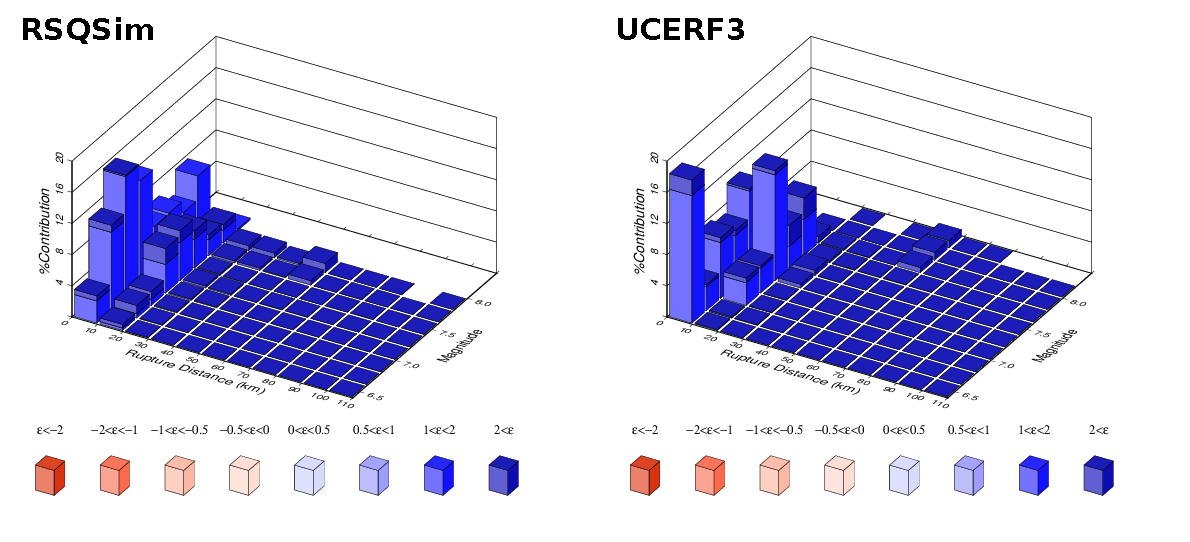 RSQSim
UCERF3
%Contribution
20
16
12
8
4
0
10
20
30
40
50
60
70
80
90
100
110
Rupture Distance (km)
6.5
7.0
7.5
8.0
Magnitude
ε<−2
−2<ε<−1
−1<ε<−0.5
−0.5<ε<0
0<ε<0.5
0.5<ε<1
1<ε<2
2<ε
%Contribution
20
16
12
8
4
0
10
20
30
40
50
60
70
80
90
100
110
Rupture Distance (km)
6.5
7.0
7.5
8.0
Magnitude
ε<−2
−2<ε<−1
−1<ε<−0.5
−0.5<ε<0
0<ε<0.5
0.5<ε<1
1<ε<2
2<ε